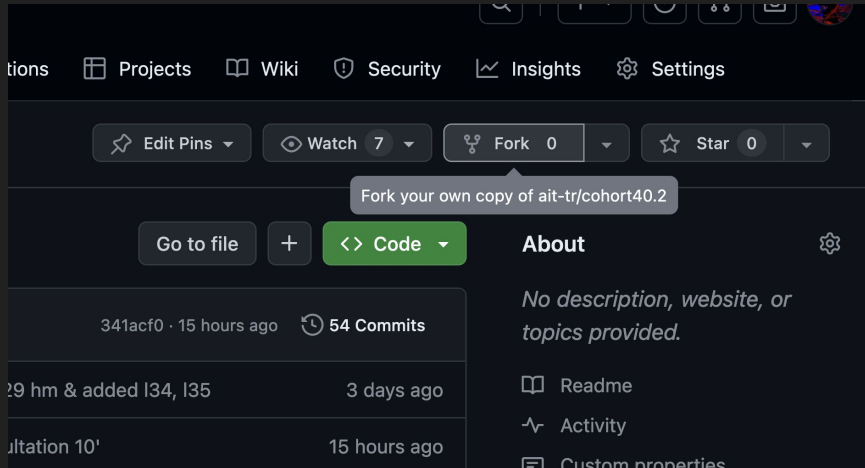 tions Projects Wiki Security Insights Settings
Edit Pins Watch 7 Fork 0 Star 0
Fork your own copy of ait-tr/cohort40.2
Go to file + <> Code
About
No description, website, or
topics provided.
341acf0 · 15 hours ago 54 Commits
29 hm & added l34, l35 3 days ago
ultation 10' 15 hours ago
Readme
Activity
Custom properties